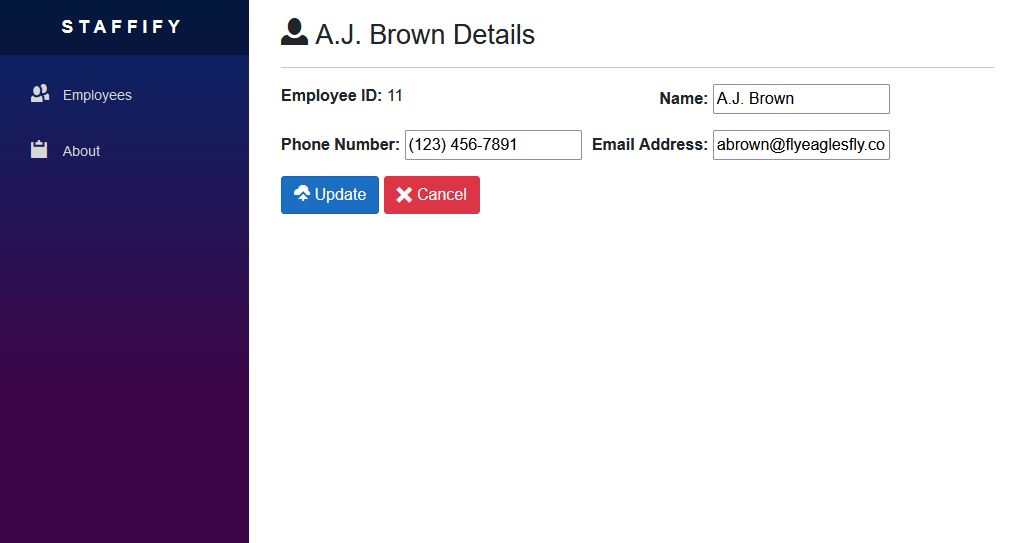 STAFFIFY
Employees
About
A.J. Brown Details
Employee ID: 11
Name: A.J. Brown
Phone Number: (123) 456-7891
Email Address: abrown@flyeaglesfly.co
Update
Cancel